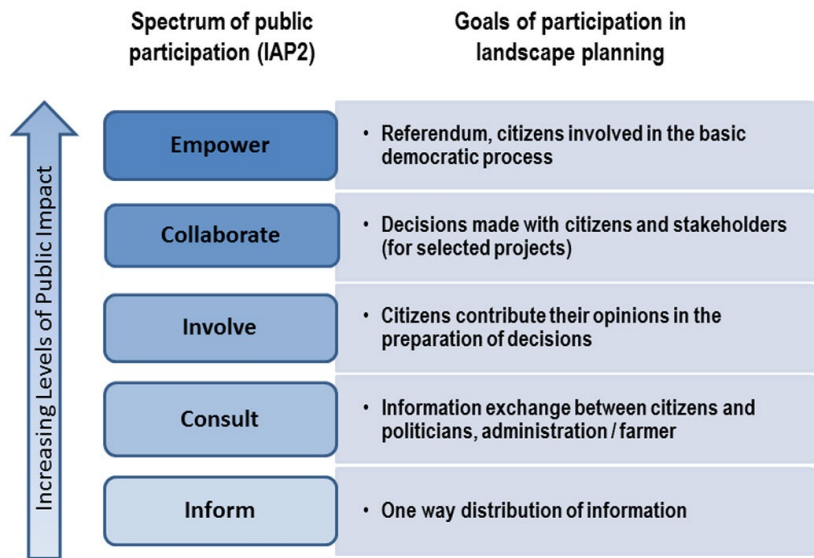 Spectrum of public
participation (IAP2)
Goals of participation in
landscape planning
Increasing Levels of Public Impact
Empower
• Referendum, citizens involved in the basic
democratic process
Collaborate
• Decisions made with citizens and stakeholders
(for selected projects)
Involve
• Citizens contribute their opinions in the
preparation of decisions
Consult
• Information exchange between citizens and
politicians, administration / farmer
Inform
• One way distribution of information